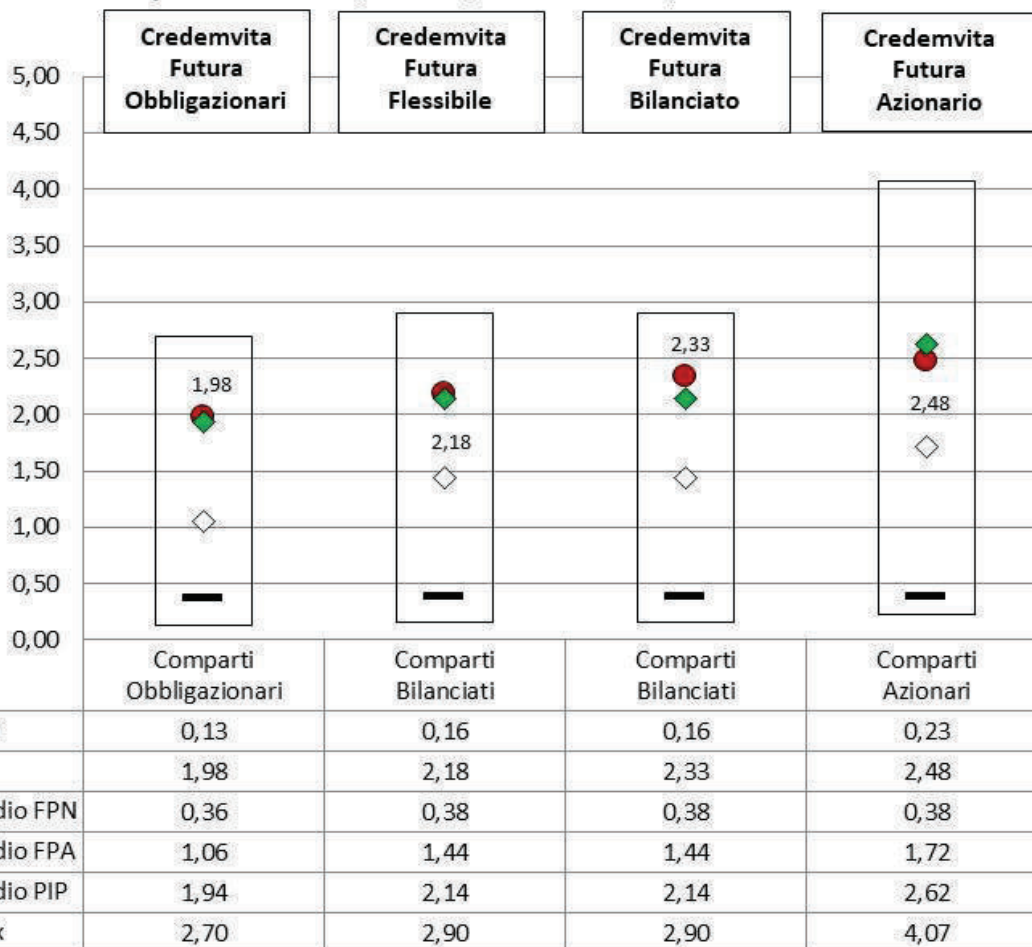 Credemvita
Futura
Obbligazionari
Credemvita
Futura
Flessibile
Credemvita
Futura
Bilanciato
Credemvita
Futura
Azionario
5,00
4,50
4,00
3,50
3,00
2,50
2,00
1,50
1,00
0,50
0,00
1,98
2,18
2,33
2,48
Comparti
Obbligazionari
Comparti
Bilanciati
Comparti
Bilanciati
Comparti
Azionari
0,13 0,16 0,16 0,23
1,98 2,18 2,33 2,48
dio FPN 0,36 0,38 0,38 0,38
dio FPA 1,06 1,44 1,44 1,72
dio PIP 1,94 2,14 2,14 2,62
x 2,70 2,90 2,90 4,07